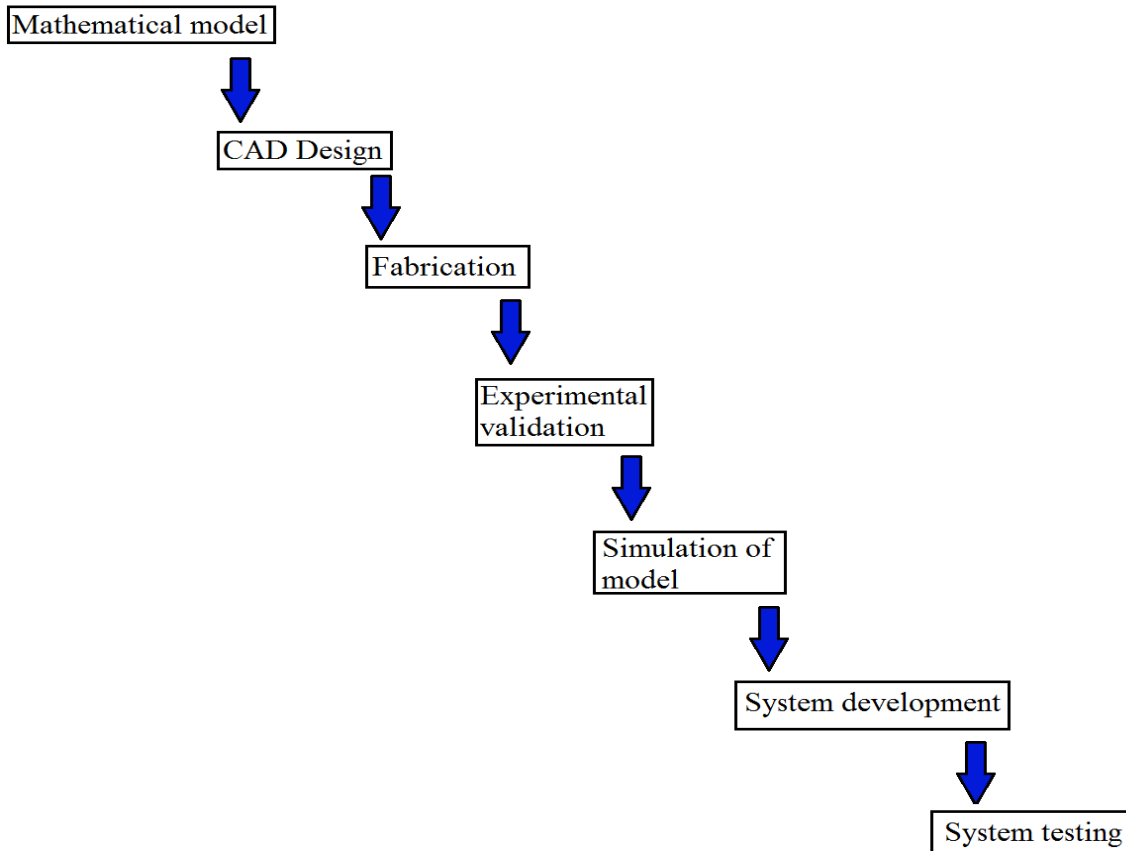 Mathematical model
CAD Design
Fabrication
Experimental
validation
Simulation of
model
System development
System testing